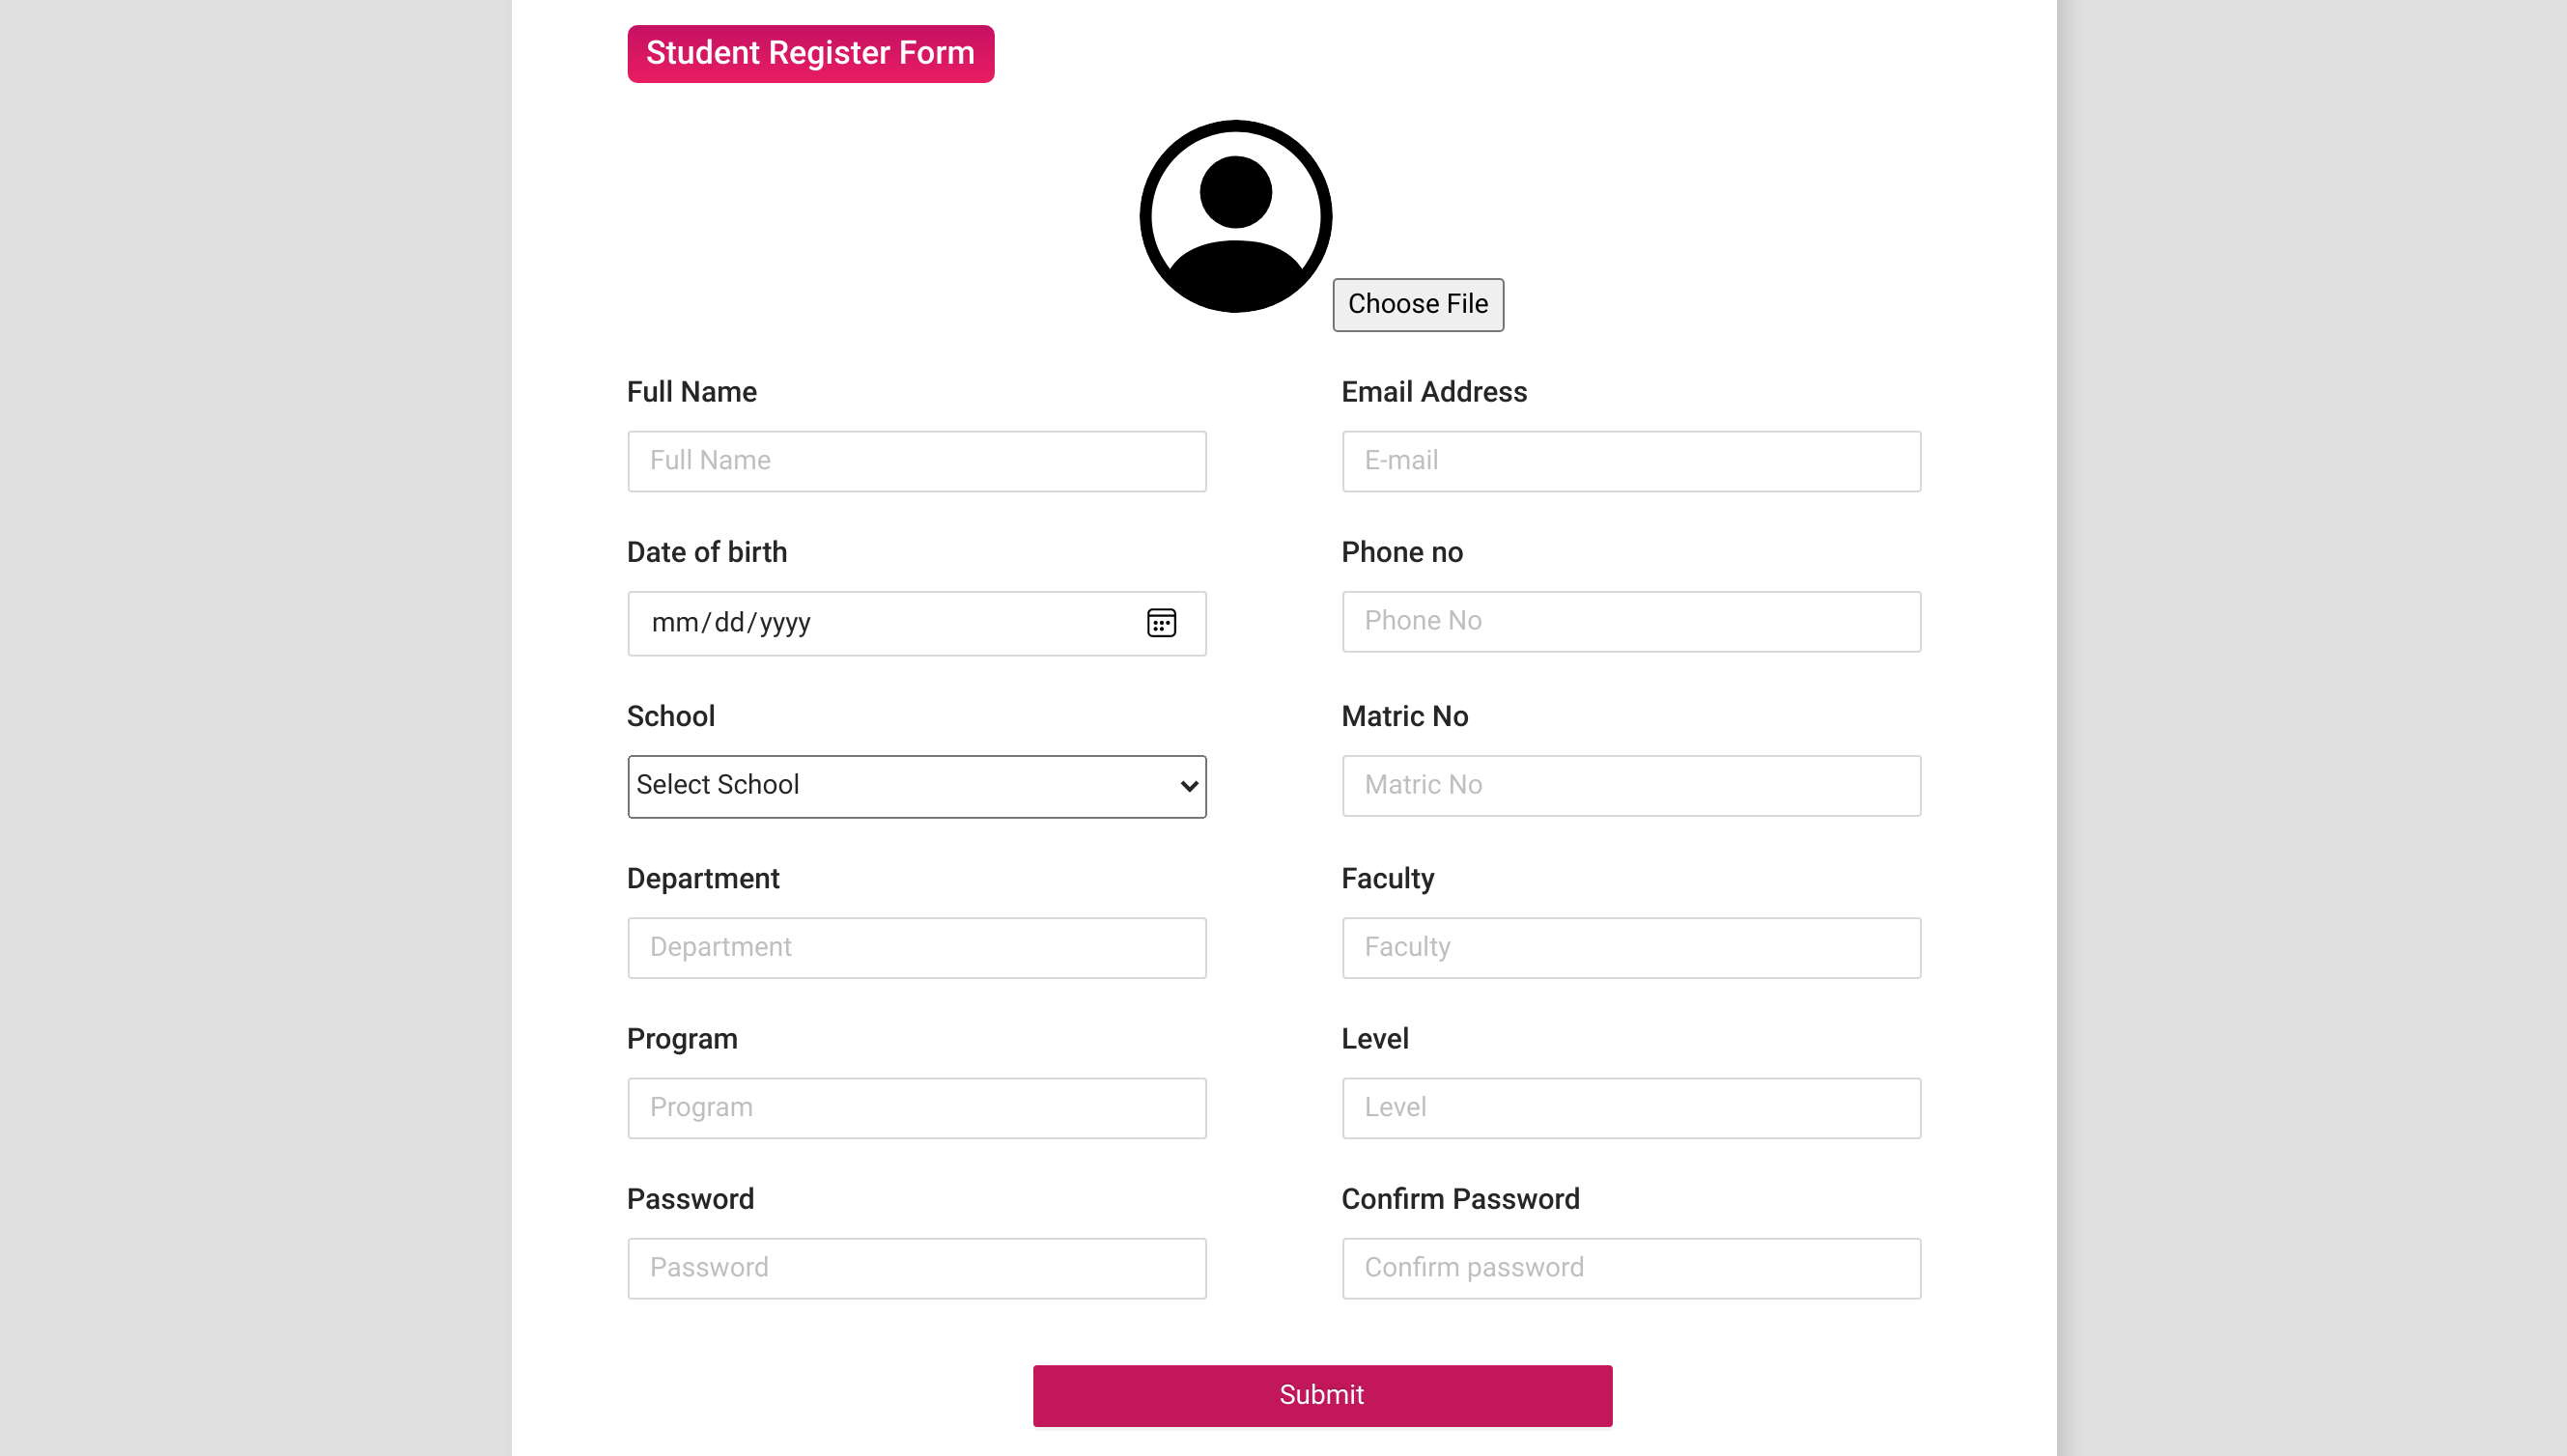 Student Register Form
Choose File
Full Name
Email Address
Full Name
E-mail
Date of birth
Phone no
mm/dd/yyyy
Phone No
School
Matric No
Select School
Matric No
Department
Faculty
Department
Faculty
Program
Level
Program
Level
Password
Confirm Password
Password
Confirm password
Submit